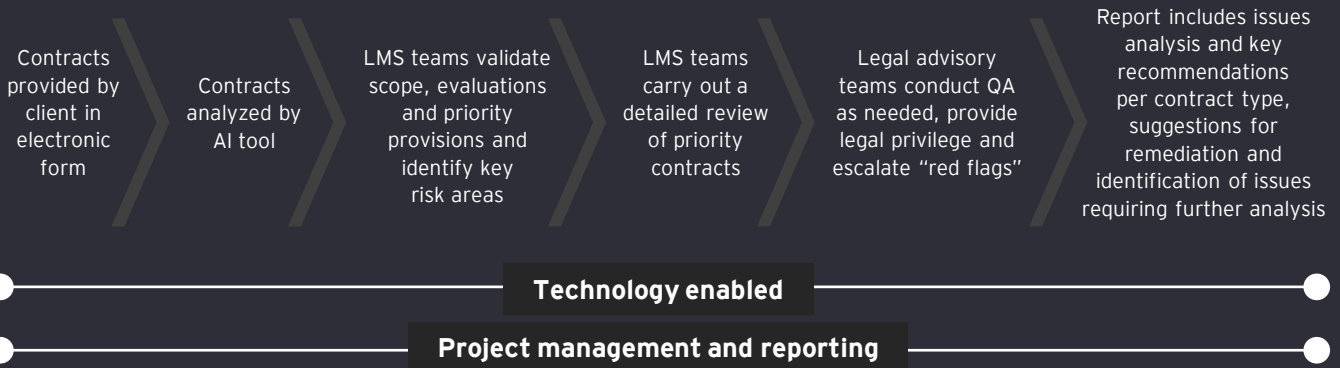 Contracts
provided by
client in
electronic
form
Contracts
analyzed by
AI tool
LMS teams validate
scope, evaluations
and priority
provisions and
identify key
risk areas
LMS teams
carry out a
detailed review
of priority
contracts
Legal advisory
teams conduct QA
as needed, provide
legal privilege and
escalate “red flags”
Report includes issues
analysis and key
recommendations
per contract type,
suggestions for
remediation and
identification of issues
requiring further analysis
Technology enabled
Project management and reporting